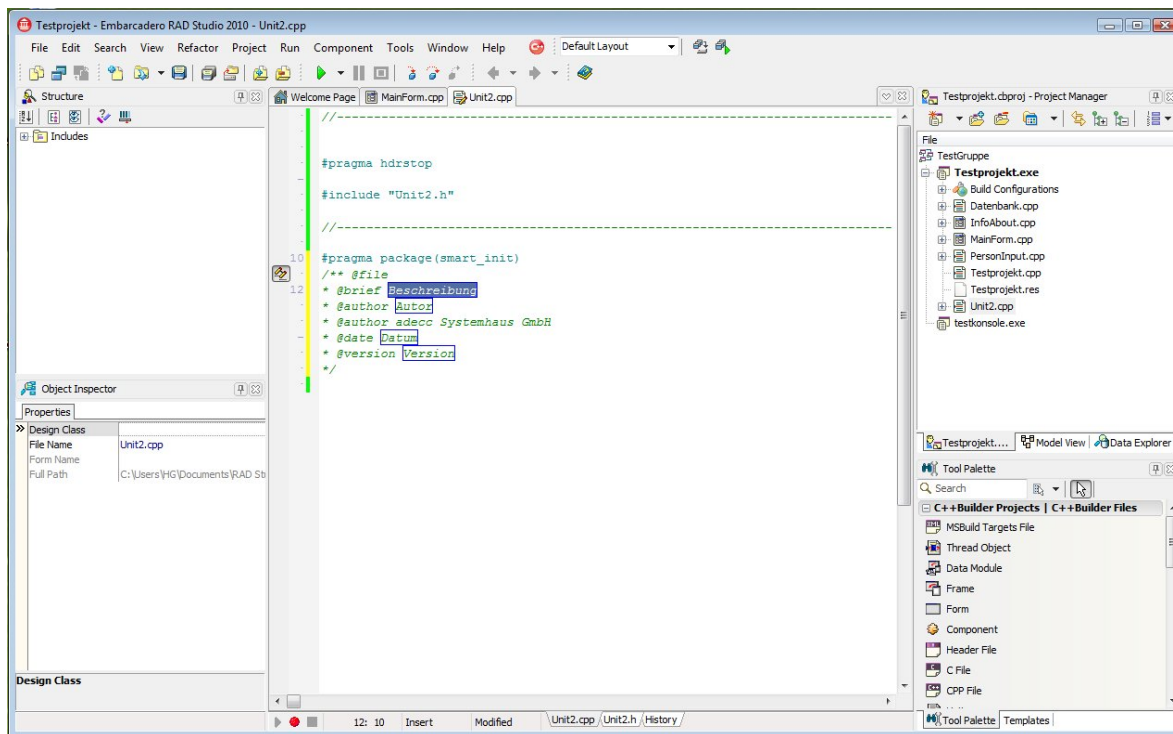 Testprojekt - Embarcadero RAD Studio 2010 - Unit2.cpp
File Edit Search View Refactor Project Run Component Tools Window Help Default Layout
Structure
Includes
Object Inspector
Properties
Design Class
File Name Unit2.cpp
Form Name
Full Path C:\Users\HG\Documents\RAD St
Design Class
Welcome Page MainForm.cpp Unit2.cpp
//------------------------------------------------------------------------------
#pragma hdrstop
#include "Unit2.h"
//------------------------------------------------------------------------------
10 #pragma package(smart_init)
/** @file
12 * @brief Beschreibung
* @author Autor
* @author adecc Systemhaus GmbH
* @date Datum
* @version Version
*/
12: 10 Insert Modified Unit2.cpp Unit2.h History
Testprojekt.cbproj - Project Manager
File
TestGruppe
Testprojekt.exe
Build Configurations
Datenbank.cpp
InfoAbout.cpp
MainForm.cpp
PersonInput.cpp
Testprojekt.cpp
Testprojekt.res
Unit2.cpp
testkonsole.exe
Testprojekt.... Model View Data Explorer
Tool Palette
Search
C++Builder Projects | C++Builder Files
MSBuild Targets File
Thread Object
Data Module
Frame
Form
Component
Header File
C File
CPP File
Tool Palette Templates